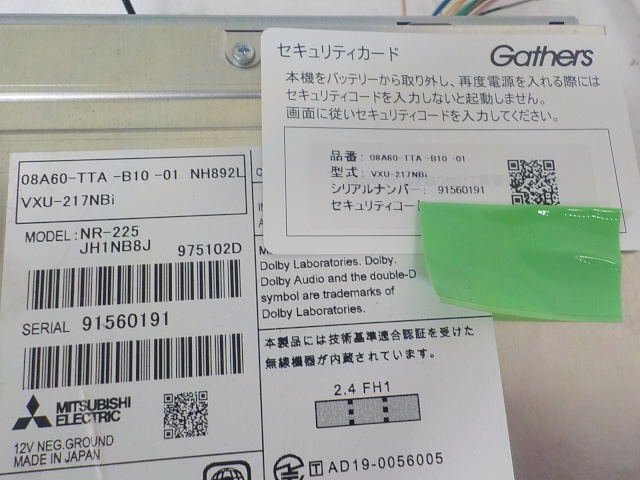 セキュリティカード
Gathers
本機をバッテリーから取り外し、再度電源を入れる際には
セキュリティコードを入力しないと起動しません。
画面に従いセキュリティコードを入力してください。
品番: 08A60-TTA -B10 -01
型式: VXU-217NBi
シリアルナンバー: 91560191
セキュリティコー
08A60-TTA -B10 -01 NH892L
VXU-217NBi
MODEL: NR-225
JH1NB8J 975102D
SERIAL 91560191
MITSUBISHI
ELECTRIC
12V NEG.GROUND
MADE IN JAPAN
Dolby Laboratories. Dolby,
Dolby Audio and the double-D
symbol are trademarks of
Dolby Laboratories.
本製品には技術基準適合認証を受けた
無線機器が内蔵されています。
2.4 FH1
AD19-0056005